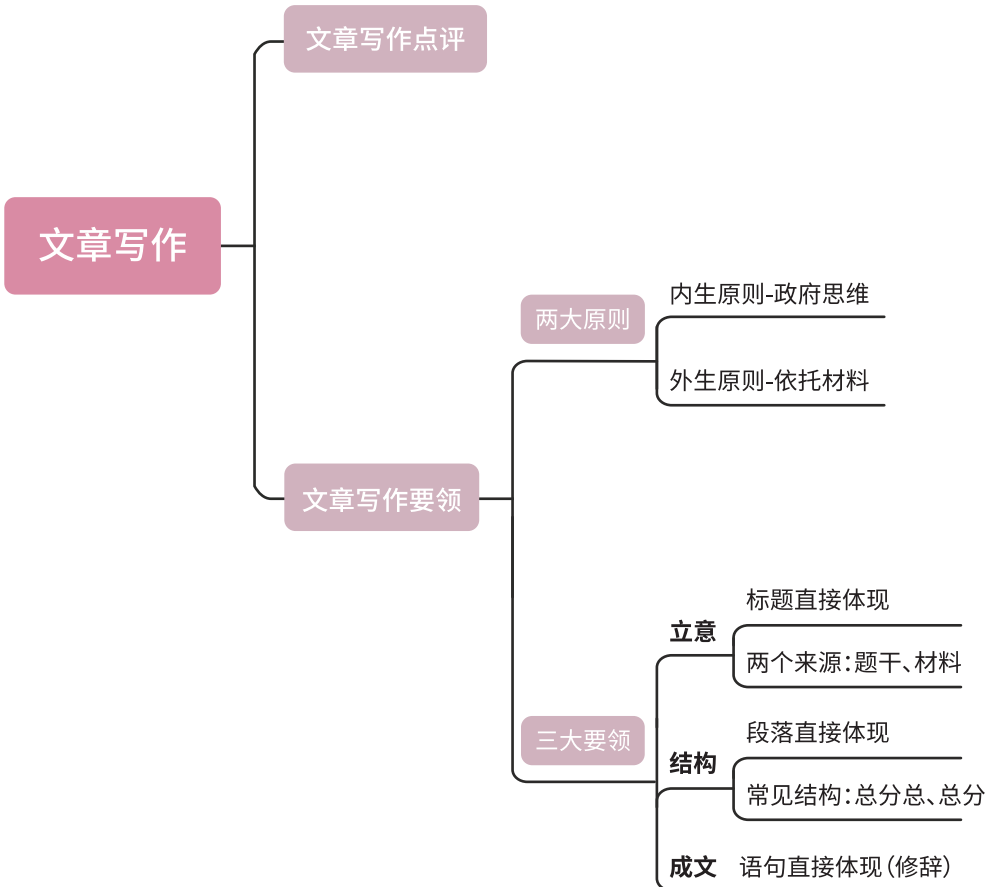 文章写作点评
文章写作
内生原则-政府思维
两大原则
外生原则-依托材料
文章写作要领
标题直接体现
立意
两个来源：题干、材料
段落直接体现
三大要领
结构
常见结构：总分总、总分
成文 语句直接体现（修辞）